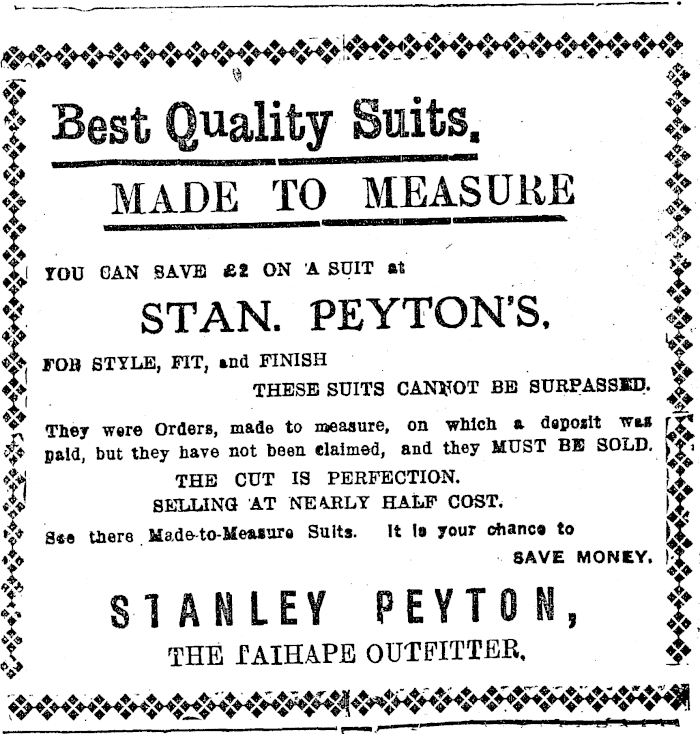 Best Quality Suits.
MADE TO MEASURE
YOU CAN SAVE £2 ON A SUIT at
STAN. PEYTON'S.
FOR STYLE, FIT, and FINISH
THESE SUITS CANNOT BE SURPASSED.
They were Orders, made to measure, on which a deposit was
paid, but they have not been claimed, and they MUST BE SOLD.
THE CUT IS PERFECTION.
SELLING AT NEARLY HALF COST.
See there Made-to-Measure Suits. It is your chance to
SAVE MONEY.
STANLEY PEYTON,
THE TAIHAPE OUTFITTER.